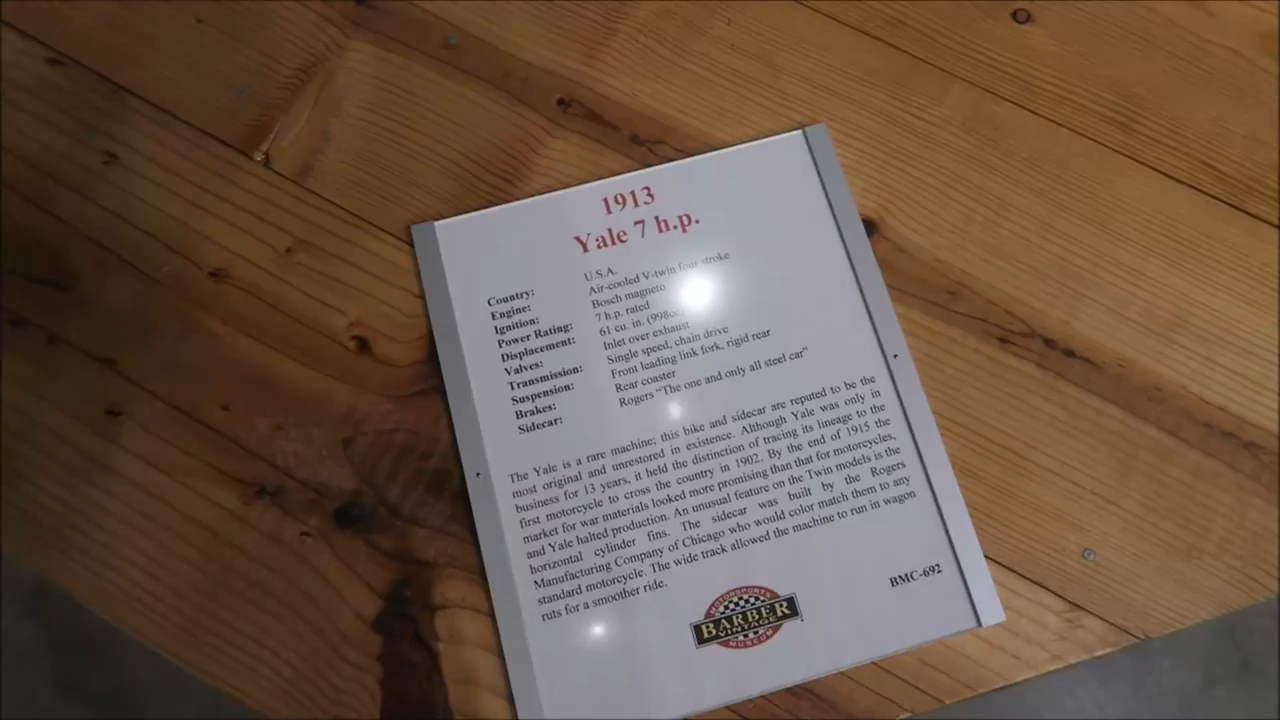 1913
Yale 7 h.p.
Country: U.S.A.
Engine: Air-cooled V-twin four stroke
Ignition: Bosch magneto
Power Rating: 7 h.p. rated
Displacement: 61 cu. in. (998cc
Valves: Inlet over exhaust
Transmission: Single speed, chain drive
Suspension: Front leading link fork, rigid rear
Brakes: Rear coaster
Sidecar: Rogers "The one and only all steel car"
The Yale is a rare machine; this bike and sidecar are reputed to be the
most original and unrestored in existence. Although Yale was only in
business for 13 years, it held the distinction of tracing its lineage to the
first motorcycle to cross the country in 1902. By the end of 1915 the
market for war materials looked more promising than that for motorcycles,
and Yale halted production. An unusual feature on the Twin models is the
horizontal cylinder fins. The sidecar was built by the Rogers
Manufacturing Company of Chicago who would color match them to any
standard motorcycle. The wide track allowed the machine to run in wagon
ruts for a smoother ride.
BMC-692
MOTORSPORTS
BARBER
VINTAGE
MUSEUM